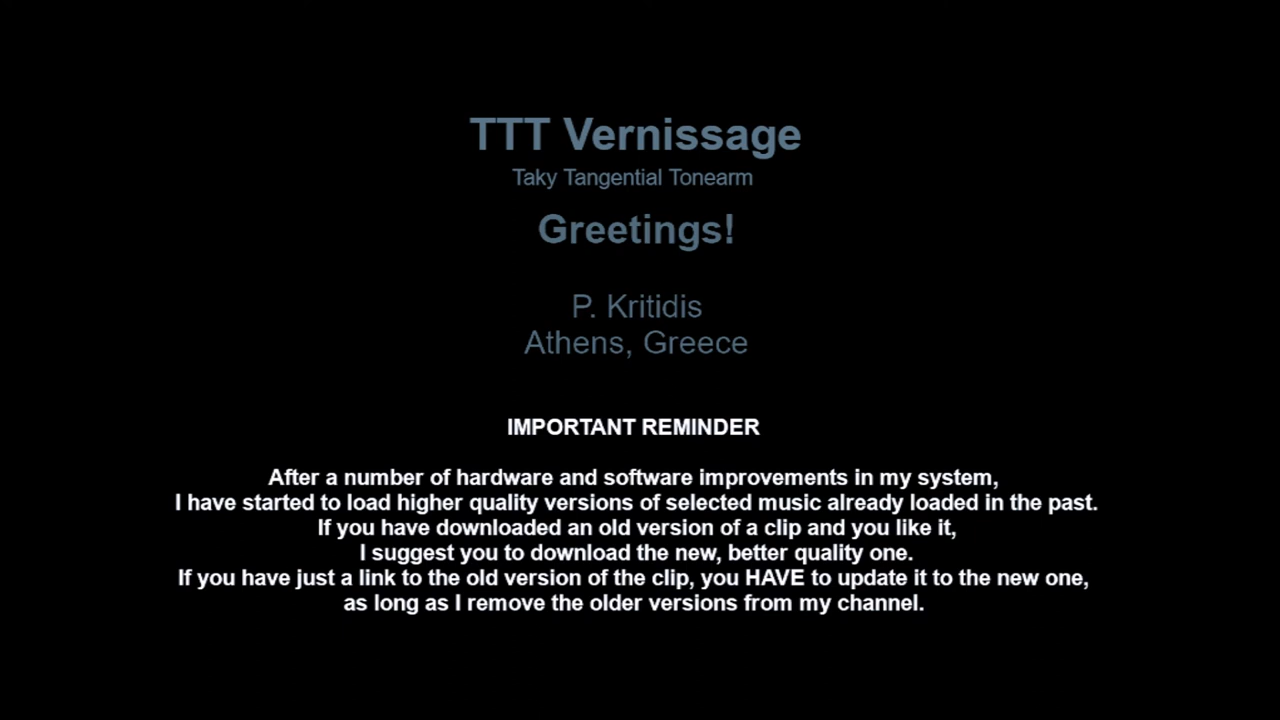 TTT Vernissage
Taky Tangential Tonearm
Greetings!
P. Kritidis
Athens, Greece
IMPORTANT REMINDER
After a number of hardware and software improvements in my system,
I have started to load higher quality versions of selected music already loaded in the past.
If you have downloaded an old version of a clip and you like it,
I suggest you to download the new, better quality one.
If you have just a link to the old version of the clip, you HAVE to update it to the new one,
as long as I remove the older versions from my channel.